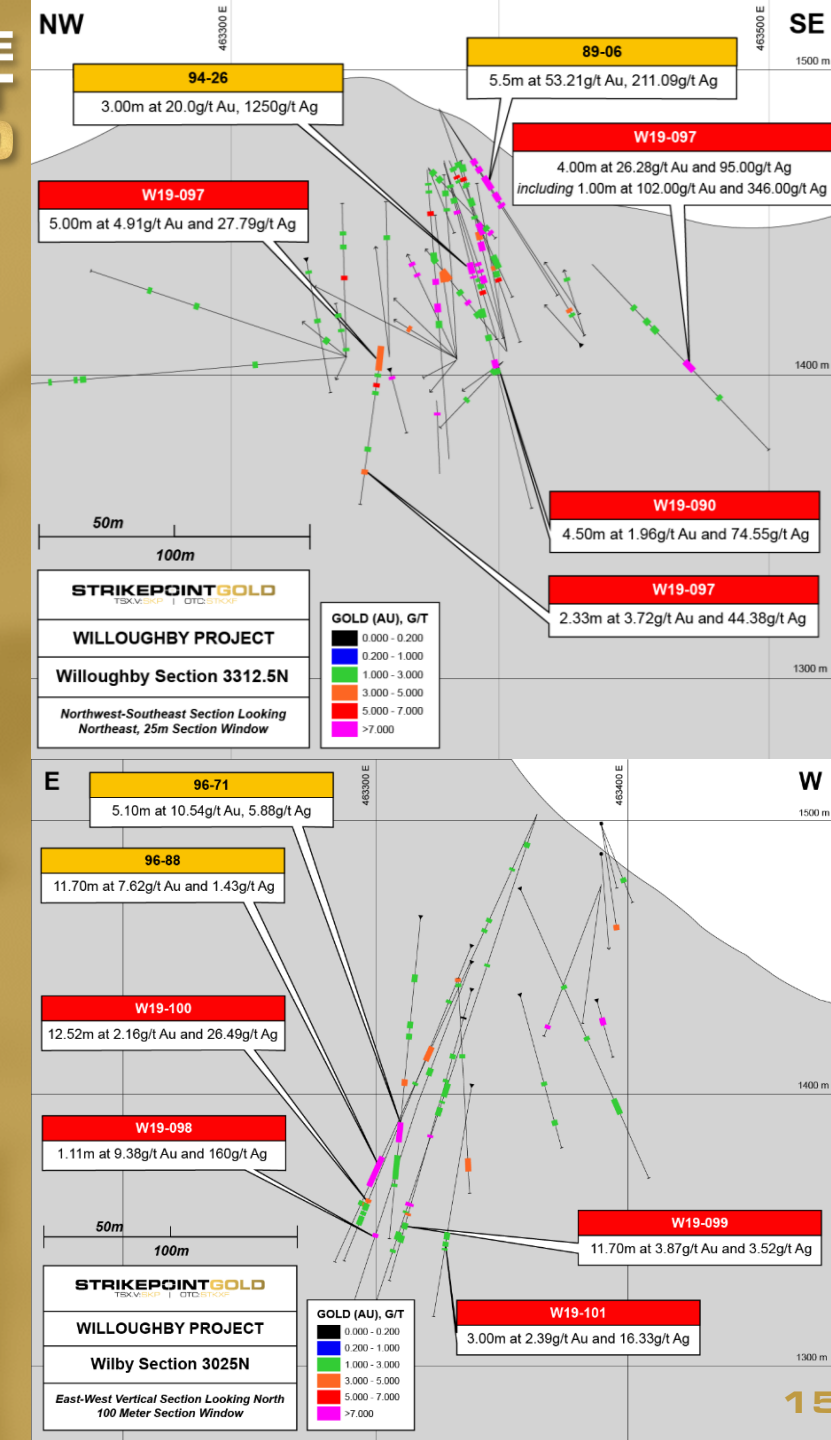 NW
463300 E
463500 E
SE
1500 m
94-26
3.00m at 20.0g/t Au, 1250g/t Ag
89-06
5.5m at 53.21g/t Au, 211.09g/t Ag
W19-097
4.00m at 26.28g/t Au and 95.00g/t Ag
including 1.00m at 102.00g/t Au and 346.00g/t Ag
W19-097
5.00m at 4.91g/t Au and 27.79g/t Ag
1400 m
W19-090
4.50m at 1.96g/t Au and 74.55g/t Ag
W19-097
2.33m at 3.72g/t Au and 44.38g/t Ag
50m
100m
STRIKEPOINTGOLD
TSX.V:SKP | OTC:STKXF
WILLOUGHBY PROJECT
Willoughby Section 3312.5N
Northwest-Southeast Section Looking
Northeast, 25m Section Window
GOLD (AU), G/T
0.000 - 0.200
0.200 - 1.000
1.000 - 3.000
3.000 - 5.000
5.000 - 7.000
>7.000
1300 m
E
463300 E
463400 E
W
1500 m
96-71
5.10m at 10.54g/t Au, 5.88g/t Ag
96-88
11.70m at 7.62g/t Au and 1.43g/t Ag
W19-100
12.52m at 2.16g/t Au and 26.49g/t Ag
1400 m
W19-098
1.11m at 9.38g/t Au and 160g/t Ag
W19-099
11.70m at 3.87g/t Au and 3.52g/t Ag
W19-101
3.00m at 2.39g/t Au and 16.33g/t Ag
50m
100m
STRIKEPOINTGOLD
TSX.V:SKP | OTC:STKXF
WILLOUGHBY PROJECT
Wilby Section 3025N
East-West Vertical Section Looking North
100 Meter Section Window
GOLD (AU), G/T
0.000 - 0.200
0.200 - 1.000
1.000 - 3.000
3.000 - 5.000
5.000 - 7.000
>7.000
1300 m
15